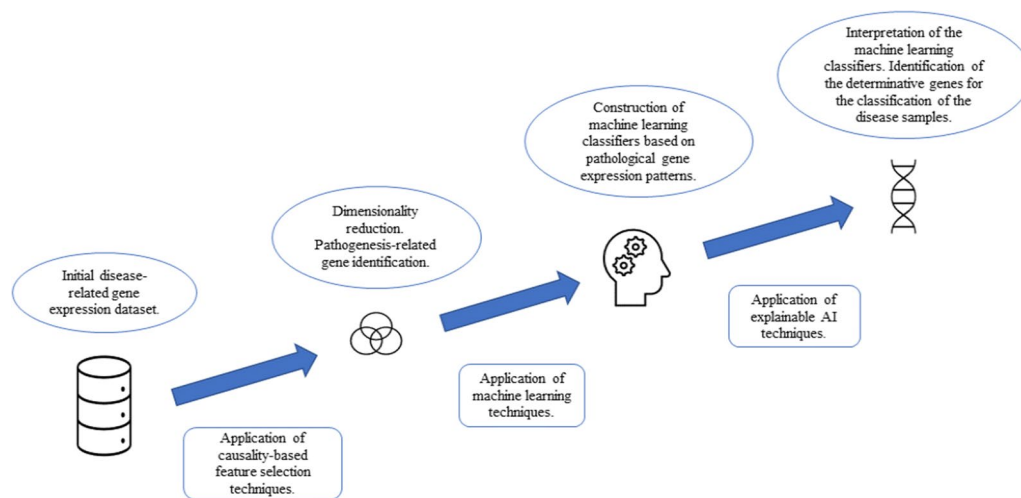 Initial disease-
related gene
expression dataset.
Application of
causality-based
feature selection
techniques.
Dimensionality
reduction.
Pathogenesis-related
gene identification.
Application of
machine learning
techniques.
Construction of
machine learning
classifiers based on
pathological gene
expression patterns.
Application of
explainable AI
techniques.
Interpretation of the
machine learning
classifiers. Identification of
the determinative genes for
the classification of the
disease samples.